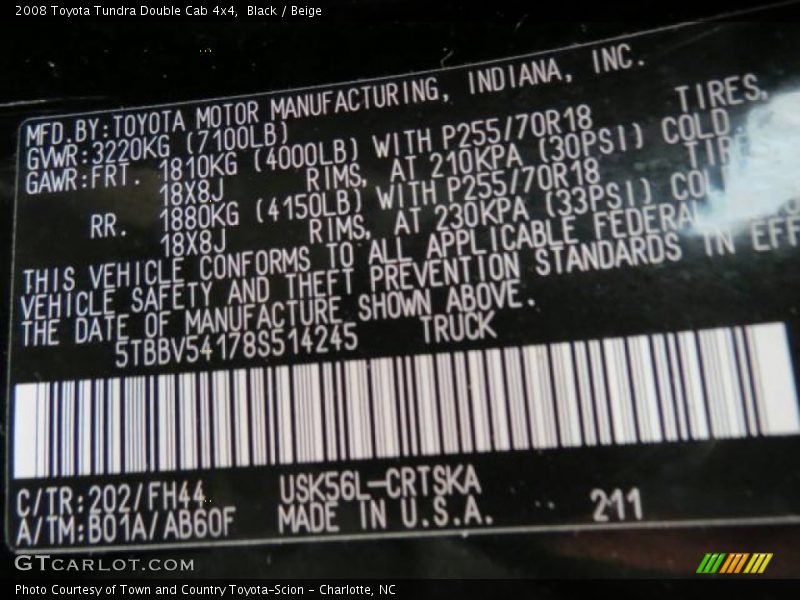 2008 Toyota Tundra Double Cab 4x4,  Black / Beige
MFD.BY:TOYOTA MOTOR MANUFACTURING, INDIANA, INC.
GVWR:3220KG (7100LB)
GAWR:FRT. 1810KG (4000LB) WITH P255/70R18 TIRES,
18X8J RIMS, AT 210KPA (30PSI) COLD
RR. 1880KG (4150LB) WITH P255/70R18
18X8J RIMS, AT 230KPA (33PSI)
THIS VEHICLE CONFORMS TO ALL APPLICABLE
VEHICLE SAFETY AND THEFT PREVENTION STANDARDS IN
THE DATE OF MANUFACTURE SHOWN ABOVE.
5TBBV54178S514245 TRUCK
C/TR:202/FH44 USK56L-CRTSKA
A/TM:B01A/AB60F MADE IN U.S.A. 211
GTCARLOT.COM
Photo Courtesy of Town and Country Toyota-Scion - Charlotte, NC